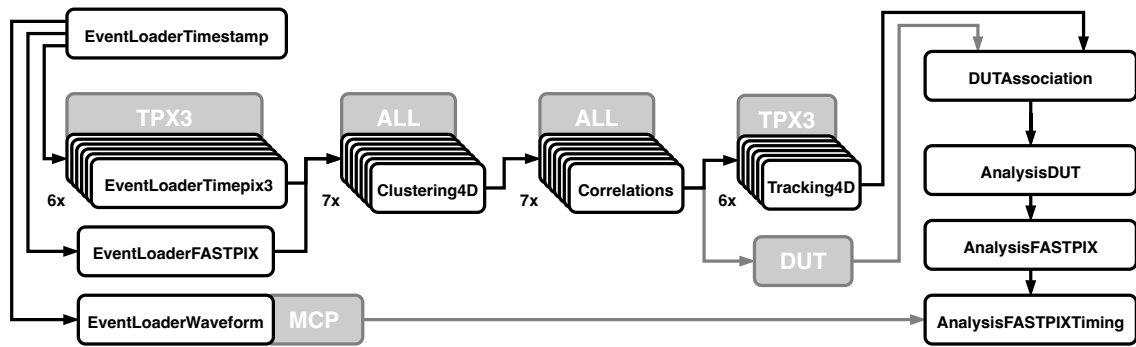 EventLoaderTimestamp
DUTAssociation
TPX3
ALL
ALL
TPX3
EventLoaderTimepix3
Clustering4D
Correlations
Tracking4D
AnalysisDUT
6x
7x
7x
6x
EventLoaderFASTPIX
DUT
AnalysisFASTPIX
EventLoaderWaveform
MCP
AnalysisFASTPIXTiming